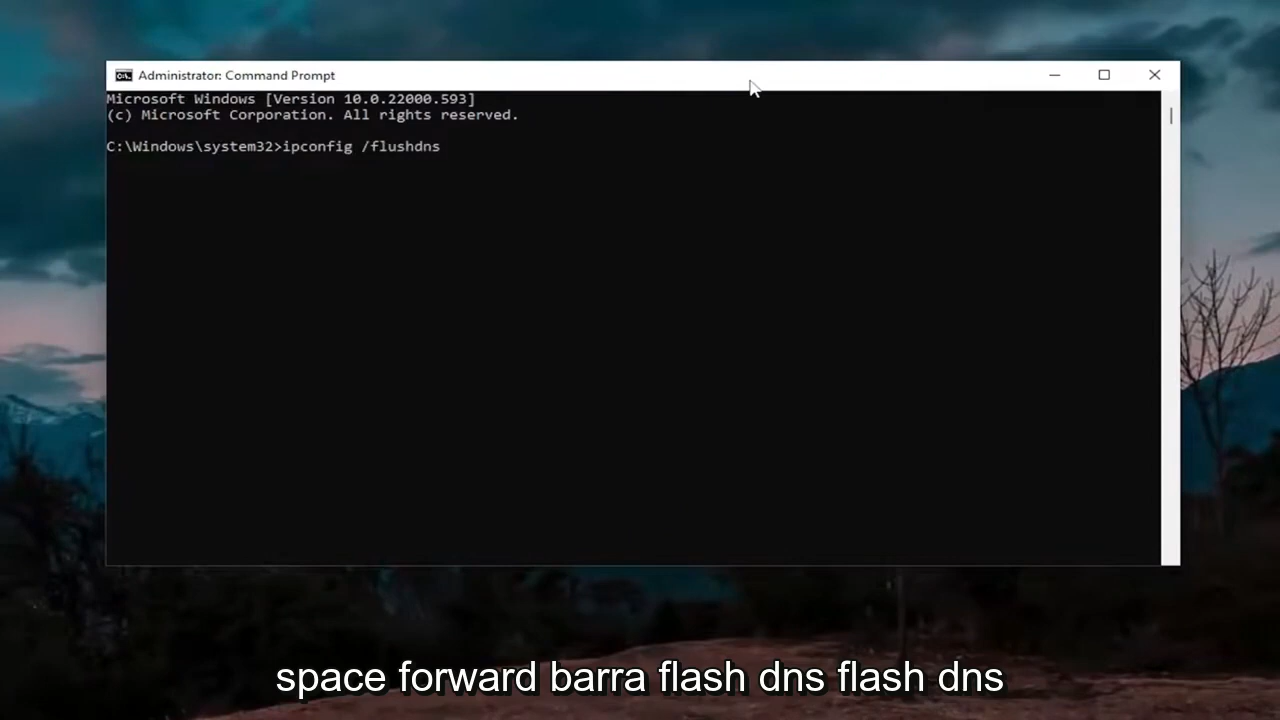 Administrator: Command Prompt
Microsoft Windows [Version 10.0.22000.593]
(c) Microsoft Corporation. All rights reserved.
C:\Windows\system32>ipconfig /flushdns
space forward barra flash dns flash dns